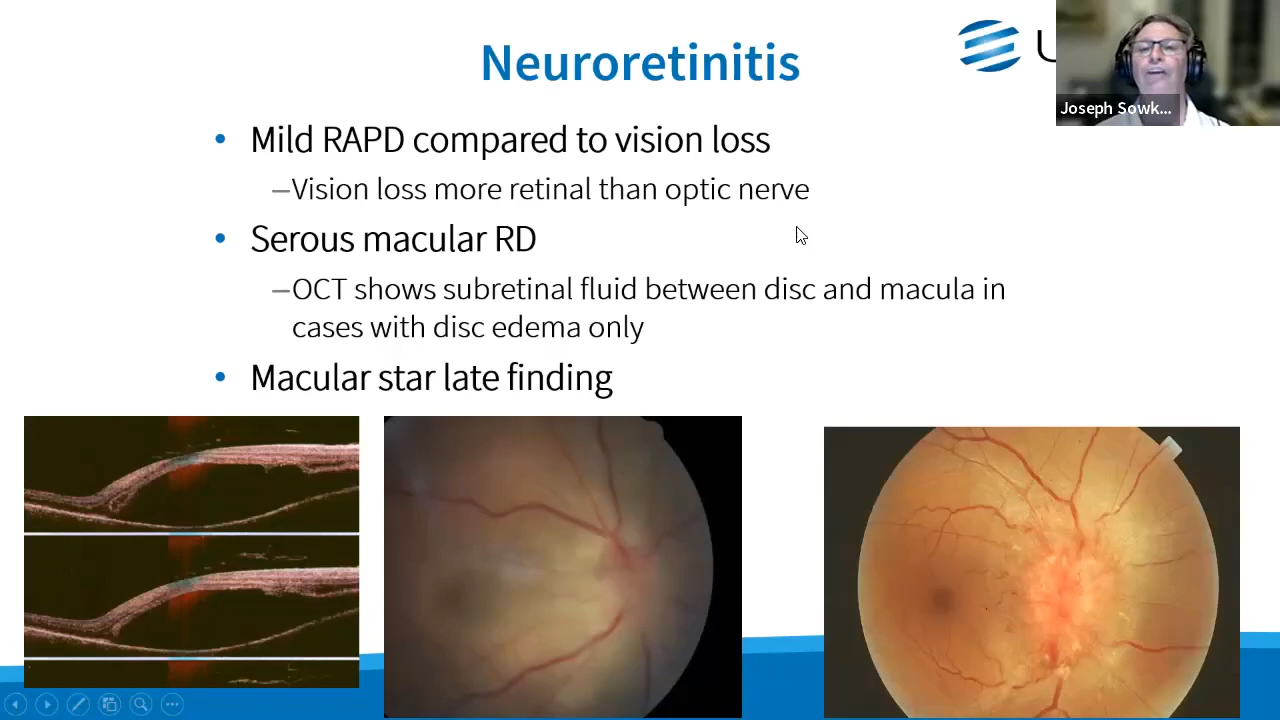 Neuroretinitis
U
Joseph Sowk...
• Mild RAPD compared to vision loss
–Vision loss more retinal than optic nerve
• Serous macular RD
–OCT shows subretinal fluid between disc and macula in
cases with disc edema only
• Macular star late finding